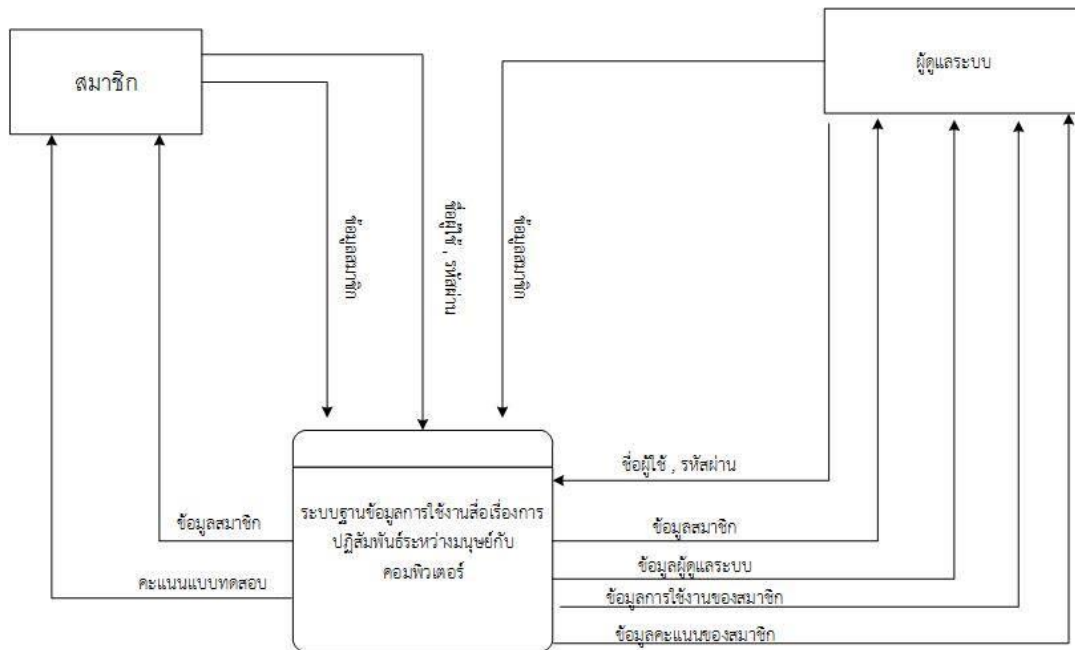 สมาชิก
ผู้ดูแลระบบ
ข้อมูลสมาชิก
ชื่อผู้ใช้ , รหัสผ่าน
ข้อมูลสมาชิก
ชื่อผู้ใช้ , รหัสผ่าน
ระบบฐานข้อมูลการใช้งานสื่อเรื่องการ
ปฏิสัมพันธ์ระหว่างมนุษย์กับ
คอมพิวเตอร์
ข้อมูลสมาชิก
คะแนนแบบทดสอบ
ข้อมูลสมาชิก
ข้อมูลผู้ดูแลระบบ
ข้อมูลการใช้งานของสมาชิก
ข้อมูลคะแนนของสมาชิก